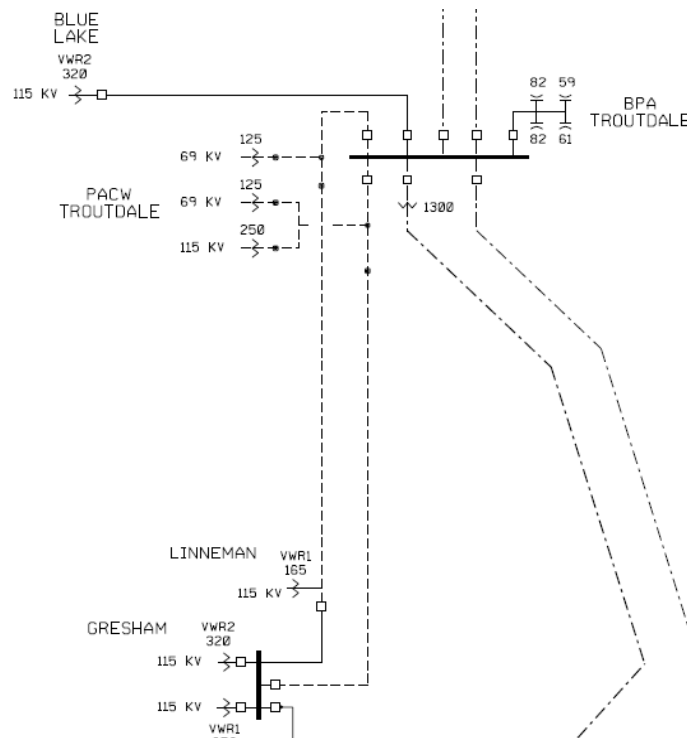 BLUE
LAKE
VWR2
320
115 KV
82 59
BPA
TROUTDALE
82 61
125
69 KV
125
PACW
TROUTDALE
69 KV
250
115 KV
1300
LINNEMAN
VWR1
165
115 KV
GRESHAM
VWR2
320
115 KV
115 KV
VWR1